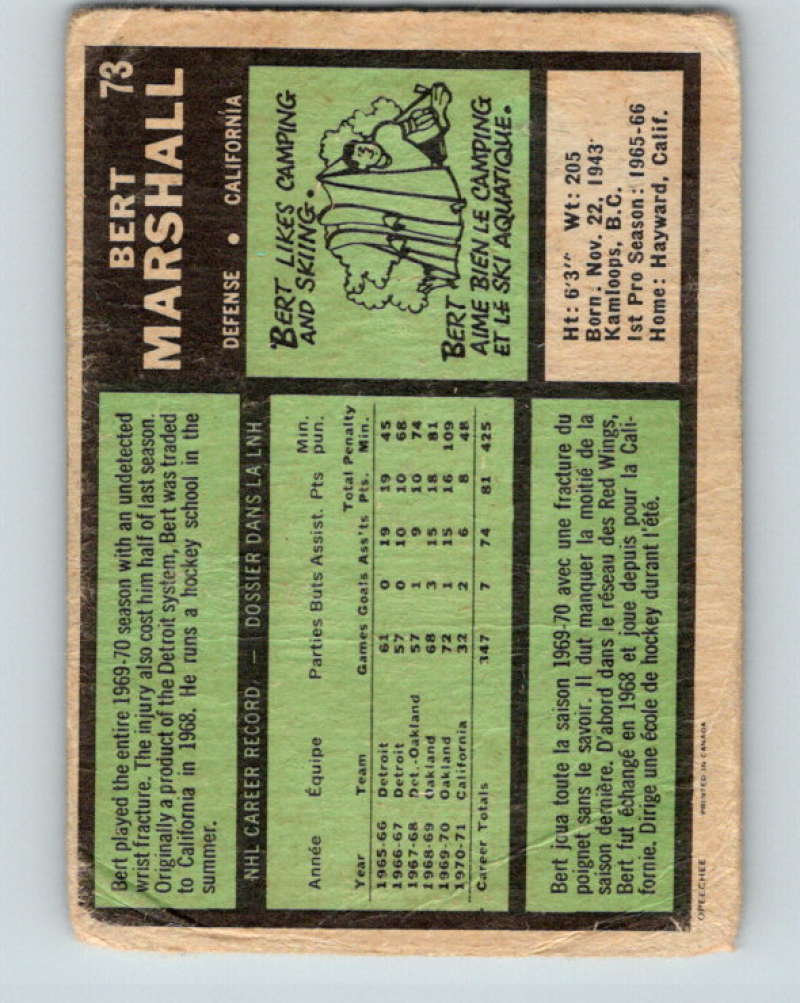 73
BERT
MARSHALL
DEFENSE • CALIFORNIA
Bert played the entire 1969-70 season with an undetected
wrist fracture. The injury also cost him half of last season.
Originally a product of the Detroit system, Bert was traded
to California in 1968. He runs a hockey school in the
summer.
BERT LIKES CAMPING
AND SKIING.
BERT
AIME BIEN LE CAMPING
ET LE SKI AQUATIQUE.
NHL CAREER RECORD — DOSSIER DANS LA LNH
Année Équipe Parties Buts Assist. Pts Min. pun.
Year Team Games Goals Ass'ts Total Pts. Penalty Min.
1965-66 Detroit 61 0 19 19 45
1966-67 Detroit 57 0 10 10 68
1967-68 Det.-Oakland 57 1 9 10 74
1968-69 Oakland 68 3 15 18 81
1969-70 Oakland 72 1 15 16 109
1970-71 California 32 2 6 8 48
Career Totals 347 7 74 81 425
Ht: 6'3" Wt: 205
Born: Nov. 22, 1943
Kamloops, B.C.
1st Pro Season: 1965-66
Home: Hayward, Calif.
Bert joua toute la saison 1969-70 avec une fracture du
poignet sans le savoir. Il dut manquer la moitié de la
saison dernière. D'abord dans le réseau des Red Wings,
Bert fut échangé en 1968 et joue depuis pour la Cali-
fornie. Dirige une école de hockey durant l'été.
OPEECHEE PRINTED IN CANADA